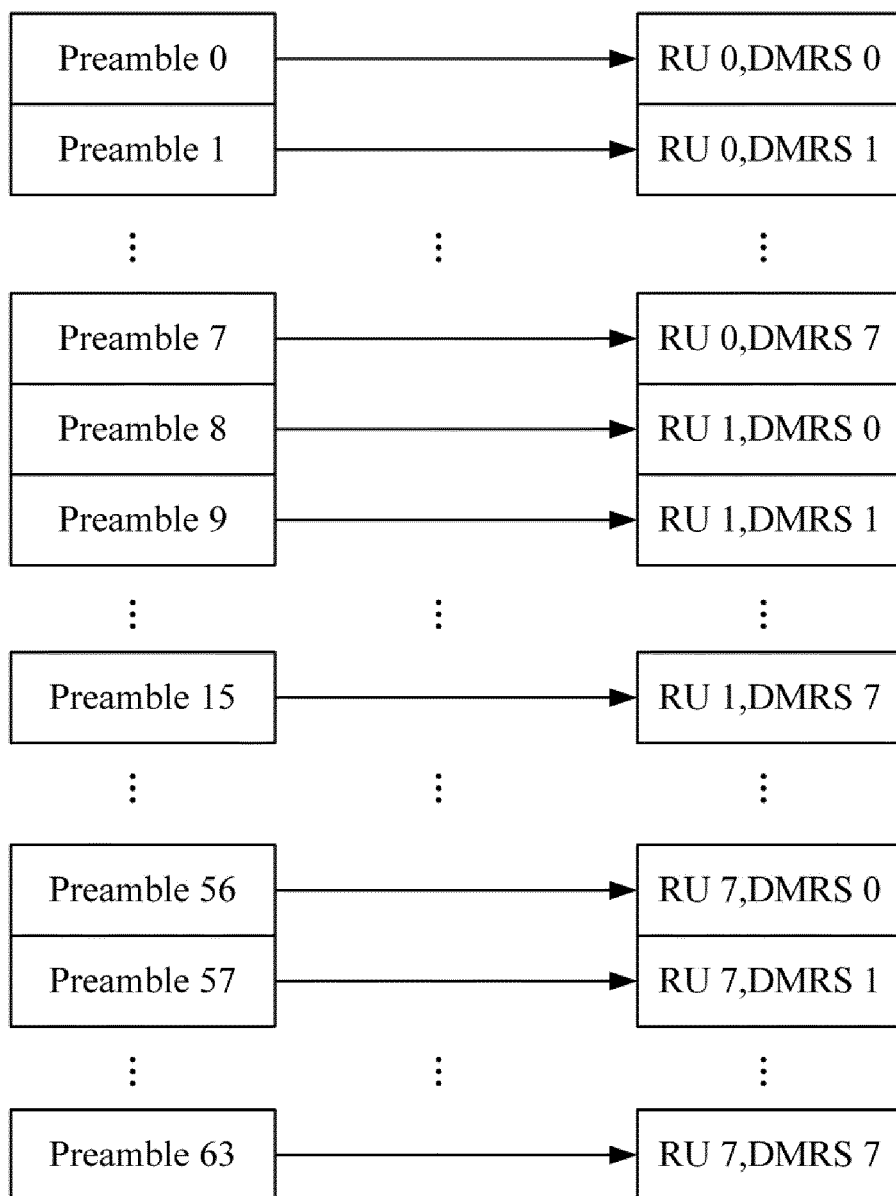 Preamble 0 RU 0,DMRS 0
Preamble 1 RU 0,DMRS 1
Preamble 7 RU 0,DMRS 7
Preamble 8 RU 1,DMRS 0
Preamble 9 RU 1,DMRS 1
Preamble 15 RU 1,DMRS 7
Preamble 56 RU 7,DMRS 0
Preamble 57 RU 7,DMRS 1
Preamble 63 RU 7,DMRS 7